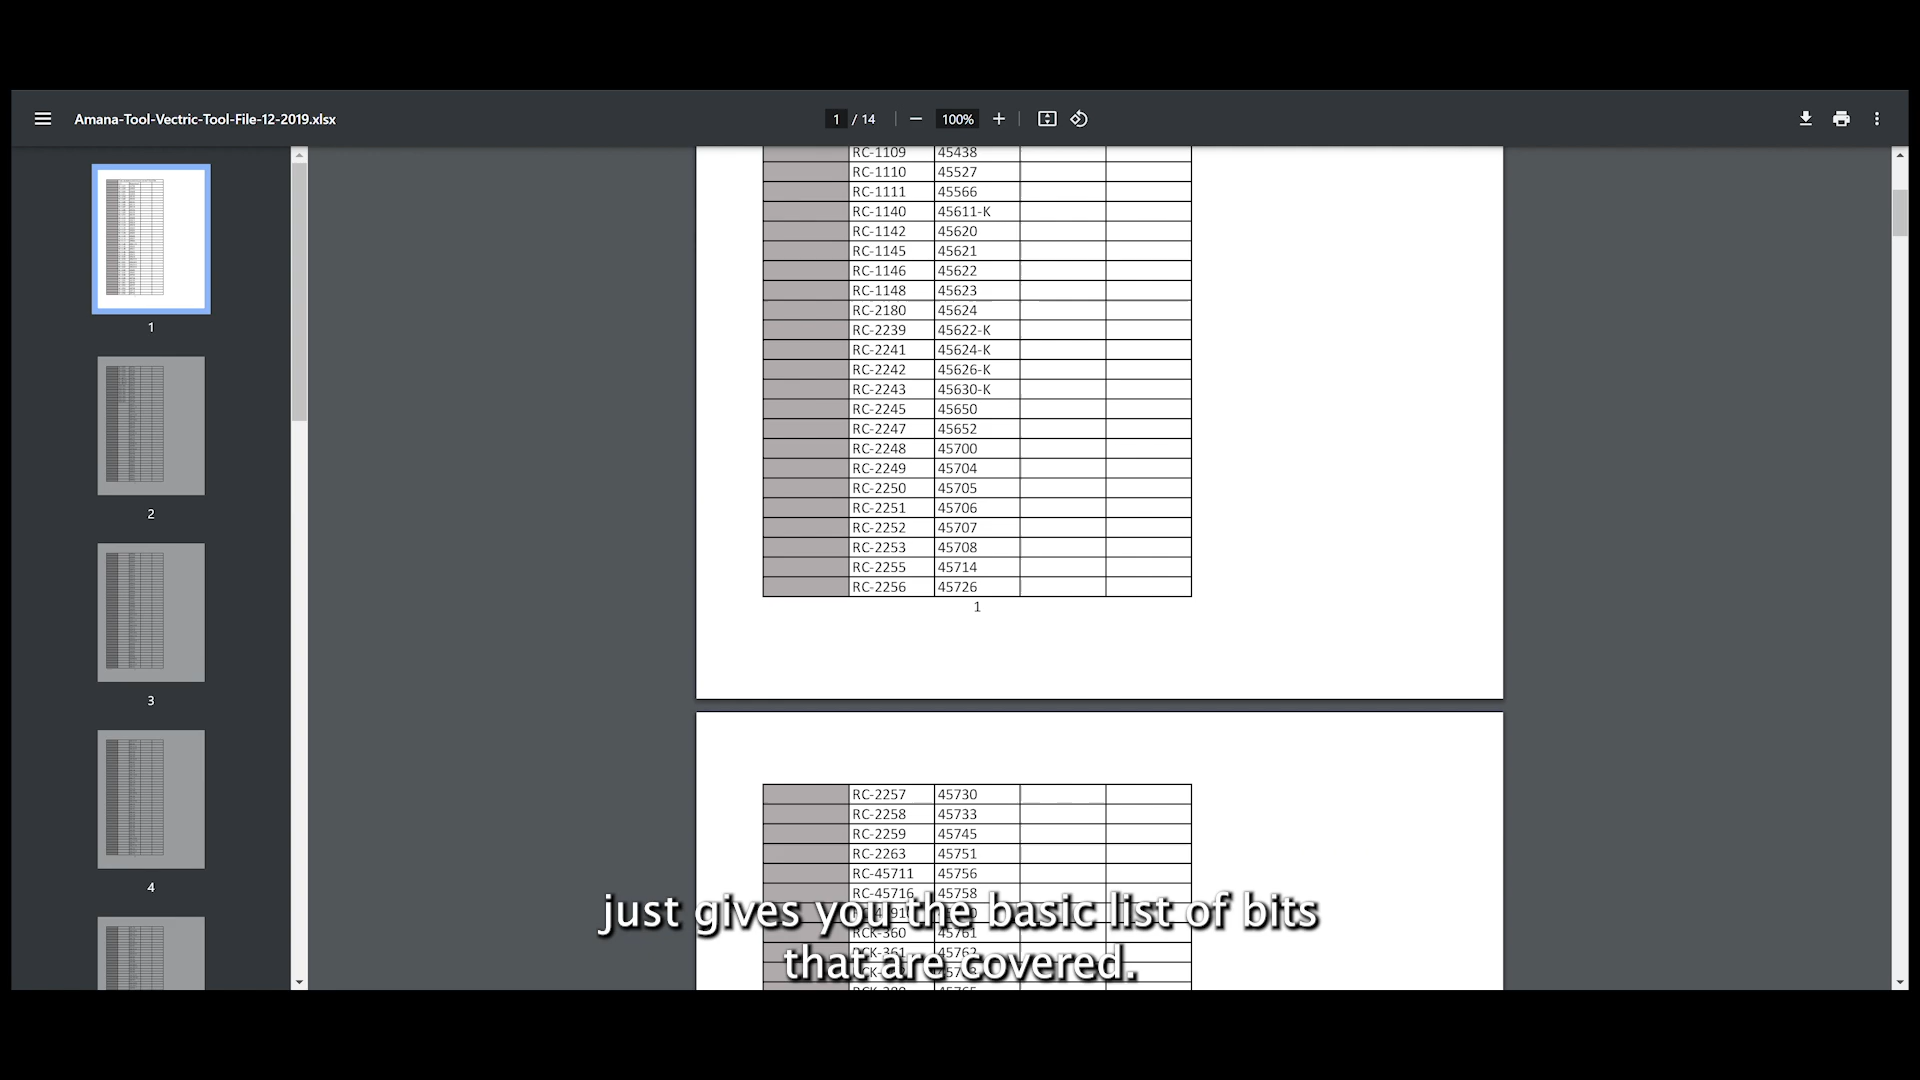 Amana-Tool-Vectric-Tool-File-12-2019.xlsx
1 / 14
100%
1
2
3
4
RC-1109 45438
RC-1110 45527
RC-1111 45566
RC-1140 45611-K
RC-1142 45620
RC-1145 45621
RC-1146 45622
RC-1148 45623
RC-2180 45624
RC-2239 45622-K
RC-2241 45624-K
RC-2242 45626-K
RC-2243 45630-K
RC-2245 45650
RC-2247 45652
RC-2248 45700
RC-2249 45704
RC-2250 45705
RC-2251 45706
RC-2252 45707
RC-2253 45708
RC-2255 45714
RC-2256 45726
1
RC-2257 45730
RC-2258 45733
RC-2259 45745
RC-2263 45751
RC-45711 45756
RC-45716 45758
RCK-360 45761
RCK-361 45762
just gives you the basic list of bits
that are covered.